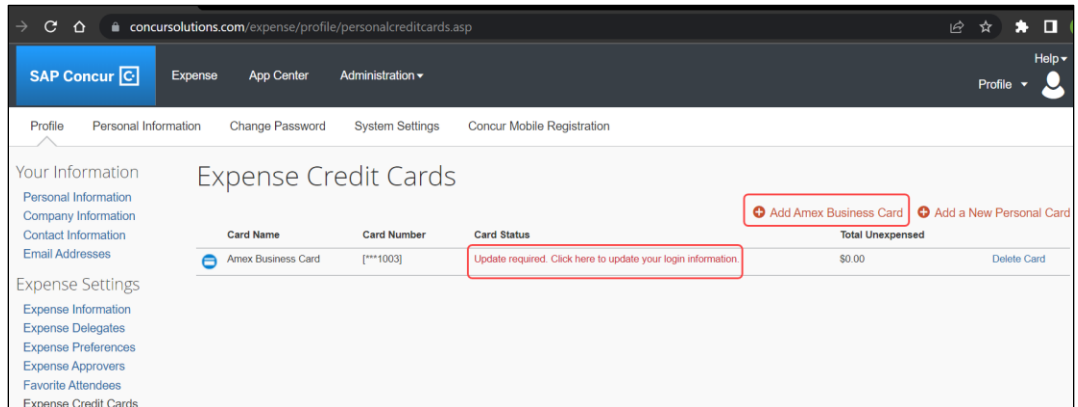 concursolutions.com/expense/profile/personalcreditcards.asp
Help
SAP Concur C.
Expense App Center Administration
Profile
Profile Personal Information Change Password System Settings Concur Mobile Registration
Your Information
Personal Information
Company Information
Contact Information
Email Addresses
Expense Settings
Expense Information
Expense Delegates
Expense Preferences
Expense Approvers
Favorite Attendees
Expense Credit Cards
Expense Credit Cards
Add Amex Business Card Add a New Personal Card
Card Name Card Number Card Status Total Unexpensed
Amex Business Card [***1003] Update required. Click here to update your login information. $0.00 Delete Card